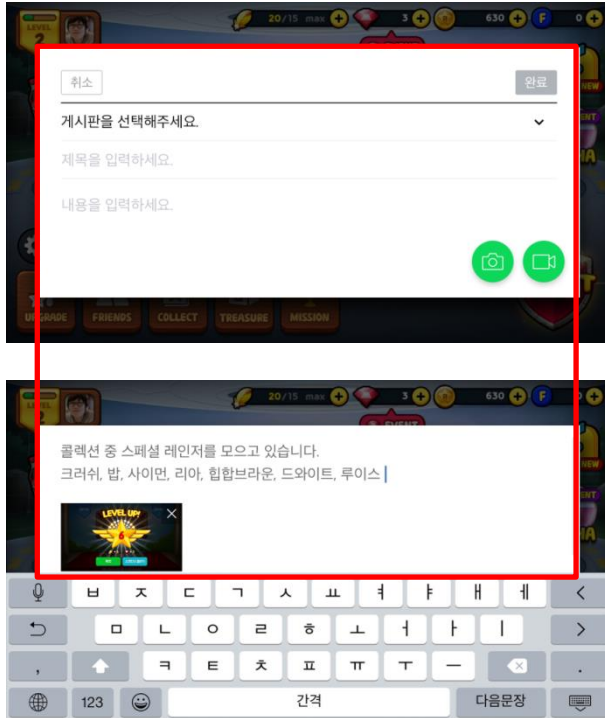 LEVEL
2
20/15 max
3
630
F
0
취소
완료
게시판을 선택해주세요.
제목을 입력하세요.
내용을 입력하세요.
NEW
UPGRADE
FRIENDS
COLLECT
TREASURE
MISSION
LEVEL
2
20/15 max
3
630
F
0
EVENT
콜렉션 중 스페셜 레인저를 모으고 있습니다.
크러쉬, 밥, 사이먼, 리아, 힙합브라운, 드와이트, 루이스
LEVEL UP!
6
ㅂ ㅈ ㄷ ㄱ ㅅ ㅛ ㅕ ㅑ ㅐ ㅔ
ㅁ ㄴ ㅇ ㄹ ㅎ ㅗ ㅓ ㅏ ㅣ
, ㅋ ㅌ ㅊ ㅍ ㅠ ㅜ ㅡ .
123 간격 다음문장